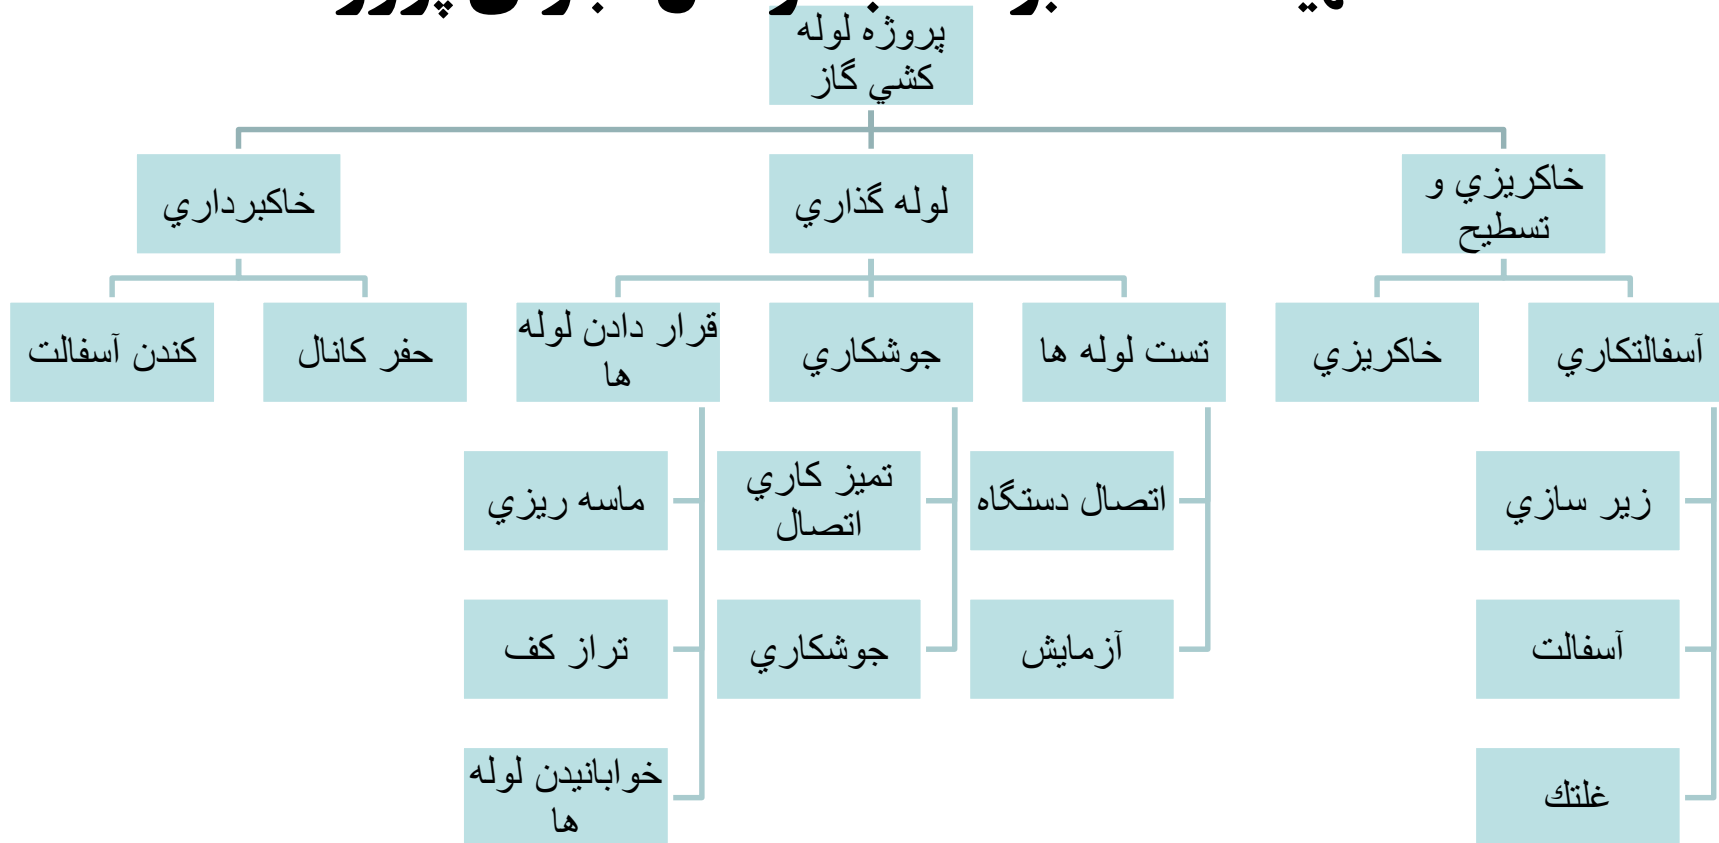 پروژه لوله
كشي گاز
خاكبرداري
لوله گذاري
خاكريزي و
تسطيح
كندن آسفالت
حفر كانال
قرار دادن لوله
ها
جوشكاري
تست لوله ها
خاكريزي
آسفالتكاري
ماسه ريزي
تميز كاري
اتصال
اتصال دستگاه
زير سازي
تراز كف
جوشكاري
آزمايش
آسفالت
خوابانيدن لوله
ها
غلتك